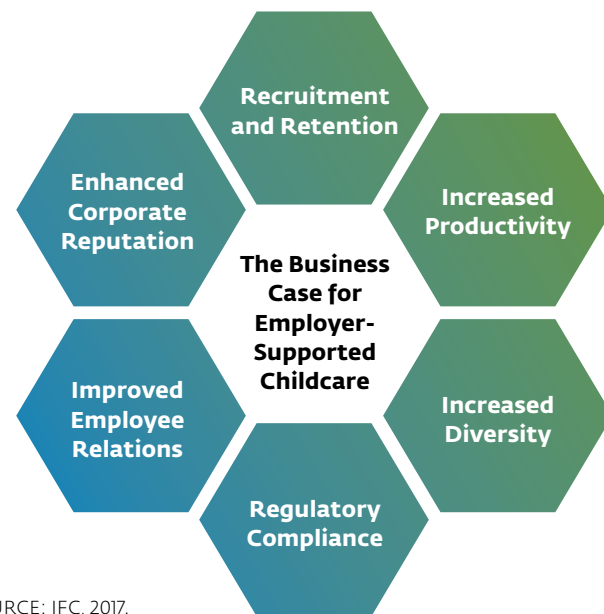 Recruitment
and Retention
Enhanced
Corporate
Reputation
Increased
Productivity
The Business
Case for
Employer-
Supported
Childcare
Improved
Employee
Relations
Increased
Diversity
Regulatory
Compliance
URCE: IFC, 2017.